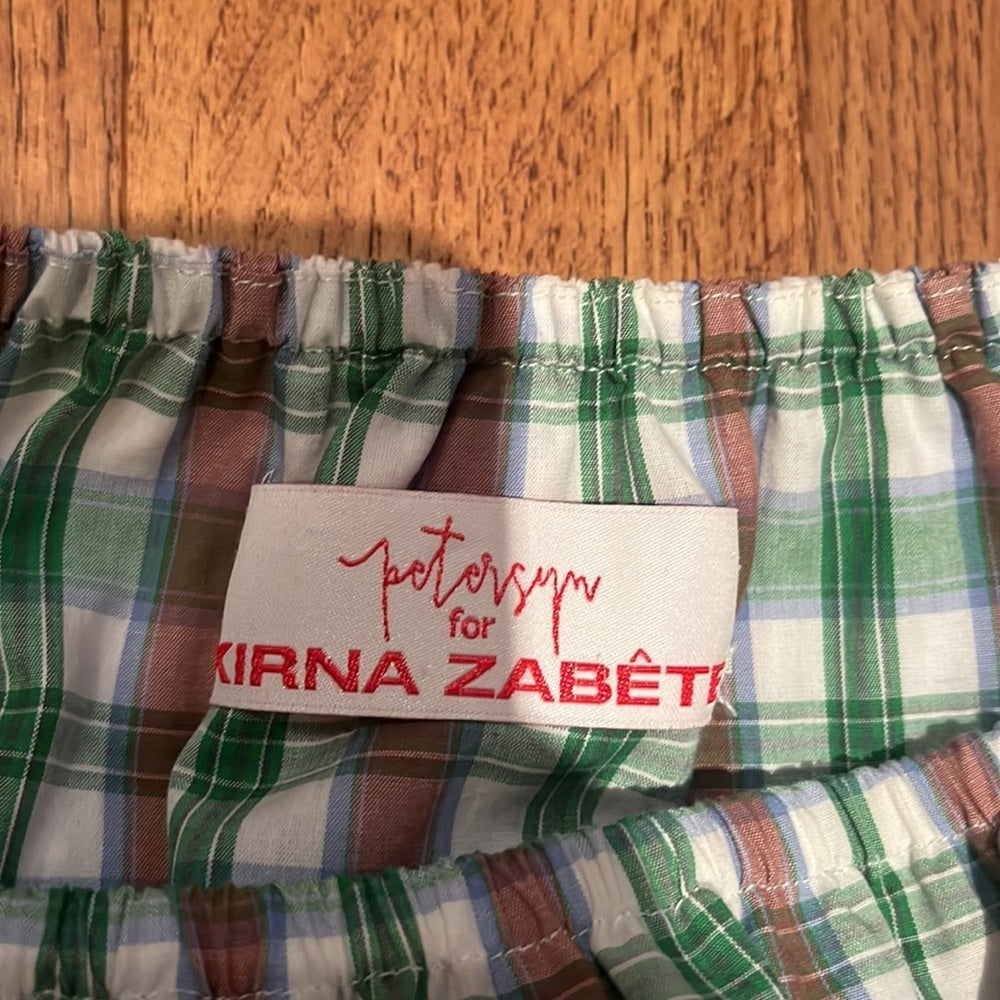 petersyn
for
KIRNA ZABÊTE